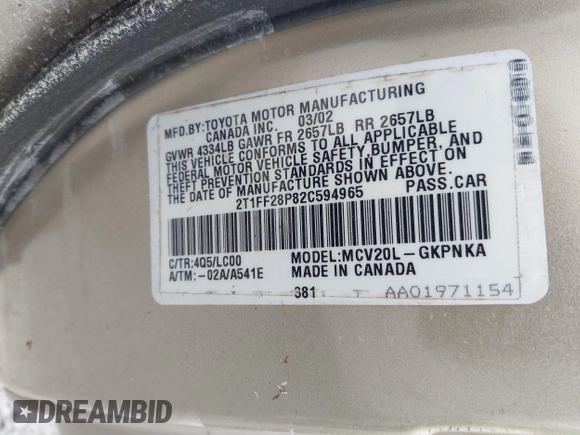 MFD.BY:TOYOTA MOTOR MANUFACTURING
CANADA INC. 03/02
GVWR 4334LB GAWR FR 2657LB RR 2657LB
THIS VEHICLE CONFORMS TO ALL APPLICABLE
FEDERAL MOTOR VEHICLE SAFETY,BUMPER, AND
THEFT PREVENTION STANDARDS IN EFFECT ON
THE DATE OF MANUFACTURE SHOWN ABOVE.
2T1FF28P82C594965 PASS.CAR
C/TR:4Q5/LC00 MODEL:MCV20L-GKPNKA
A/TM:-02A/A541E MADE IN CANADA
381 AA01971154
DREAMBID